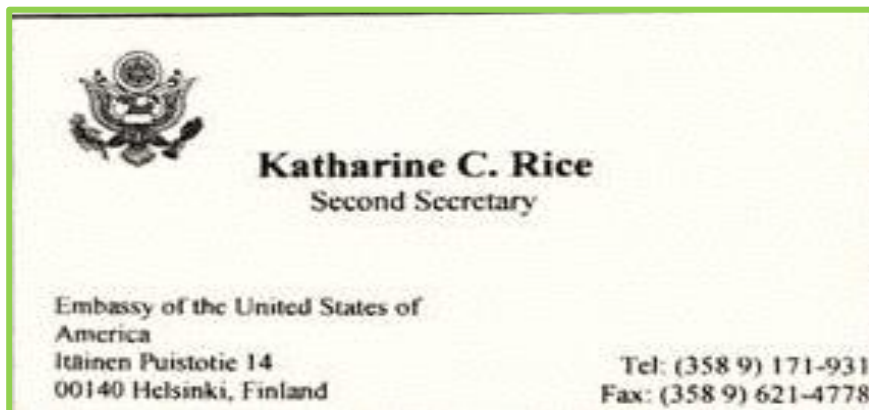 Katharine C. Rice
Second Secretary
Embassy of the United States of
America
Itäinen Puistotie 14
00140 Helsinki, Finland
Tel: (358 9) 171-931
Fax: (358 9) 621-4778